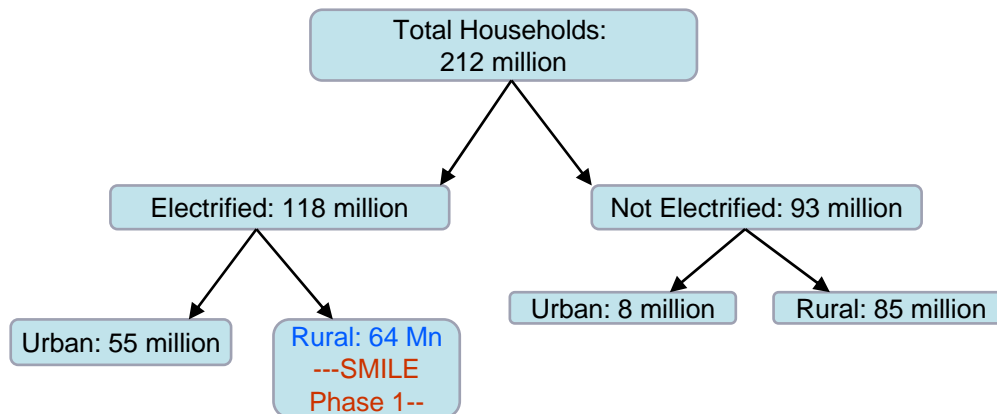 Total Households:
212 million
Electrified: 118 million
Not Electrified: 93 million
Urban: 55 million
Rural: 64 Mn
---SMILE
Phase 1--
Urban: 8 million
Rural: 85 million